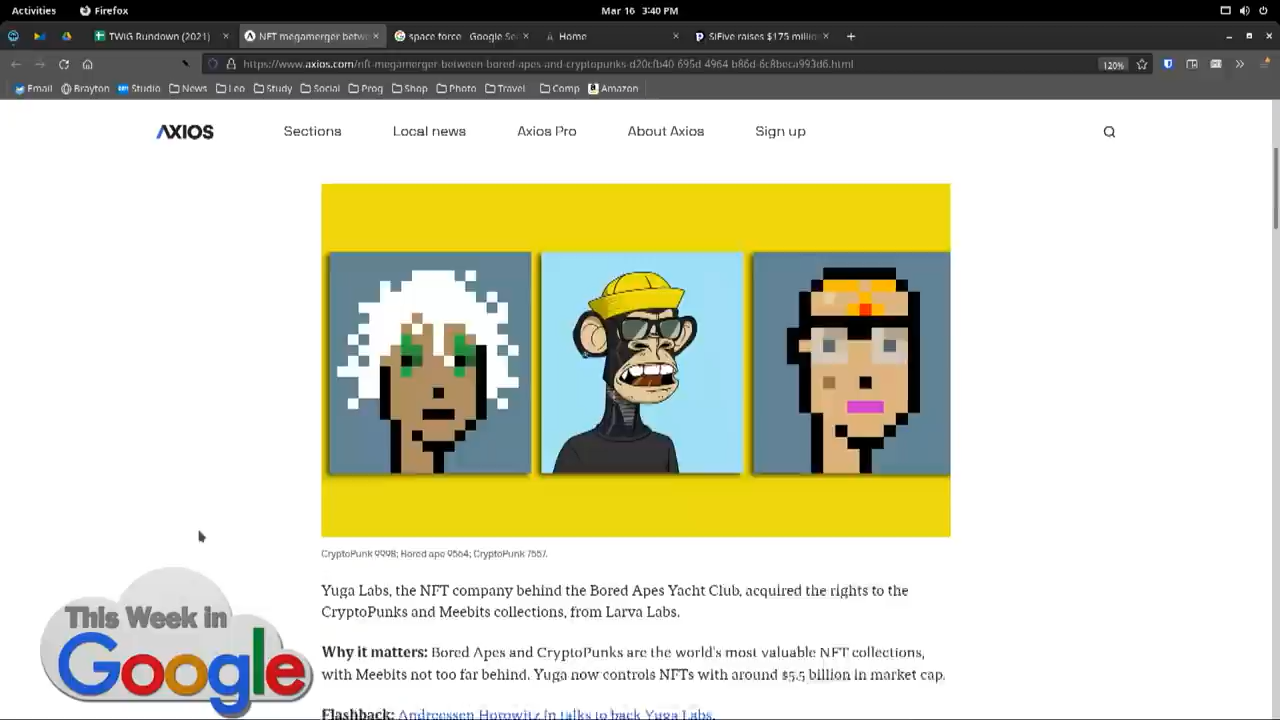 Activities
Firefox
Mar 16 3:40 PM
TWiG Rundown (2021)
NFT megamerger betw
space force - Google Se
Home
SiFive raises $175 millio
https://www.axios.com/nft-megamerger-between-bored-apes-and-cryptopunks-d20cfb40-695d-4964-b86d-6c8beca993d6.html
120%
Email Brayton Studio News Leo Study Social Prog Shop Photo Travel Comp Amazon
AXIOS
Sections
Local news
Axios Pro
About Axios
Sign up
CryptoPunk 9998; Bored ape 9564; CryptoPunk 7557.
Yuga Labs, the NFT company behind the Bored Apes Yacht Club, acquired the rights to the
CryptoPunks and Meebits collections, from Larva Labs.
Why it matters: Bored Apes and CryptoPunks are the world's most valuable NFT collections,
with Meebits not too far behind. Yuga now controls NFTs with around $5.5 billion in market cap.
Flashback: Andreessen Horowitz in talks to back Yuga Labs.
This Week in
Google